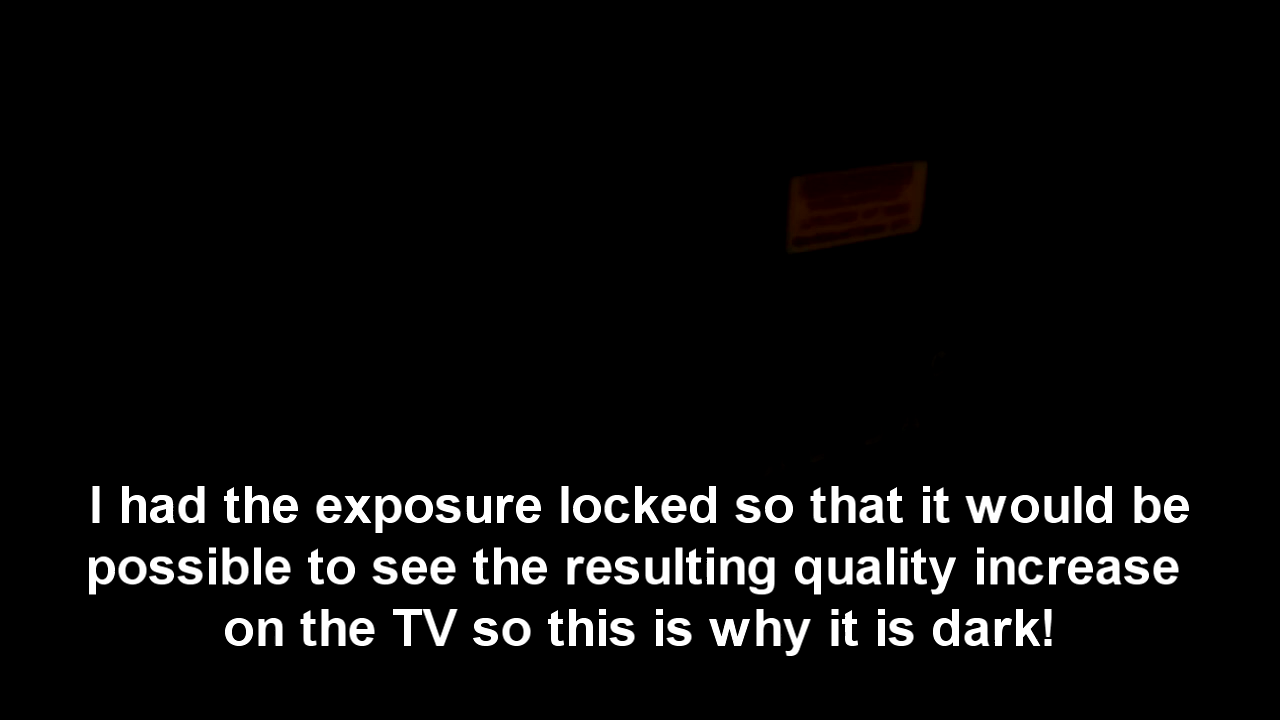 I had the exposure locked so that it would be
possible to see the resulting quality increase
on the TV so this is why it is dark!